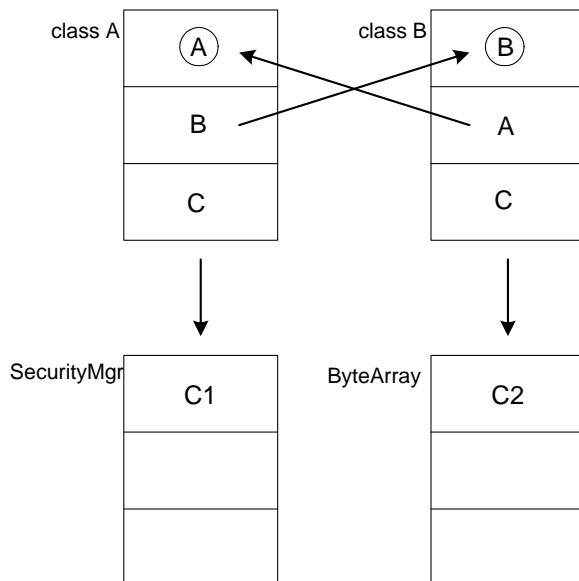 class A
A
class B
B
B
A
C
C
SecurityMgr
C1
ByteArray
C2